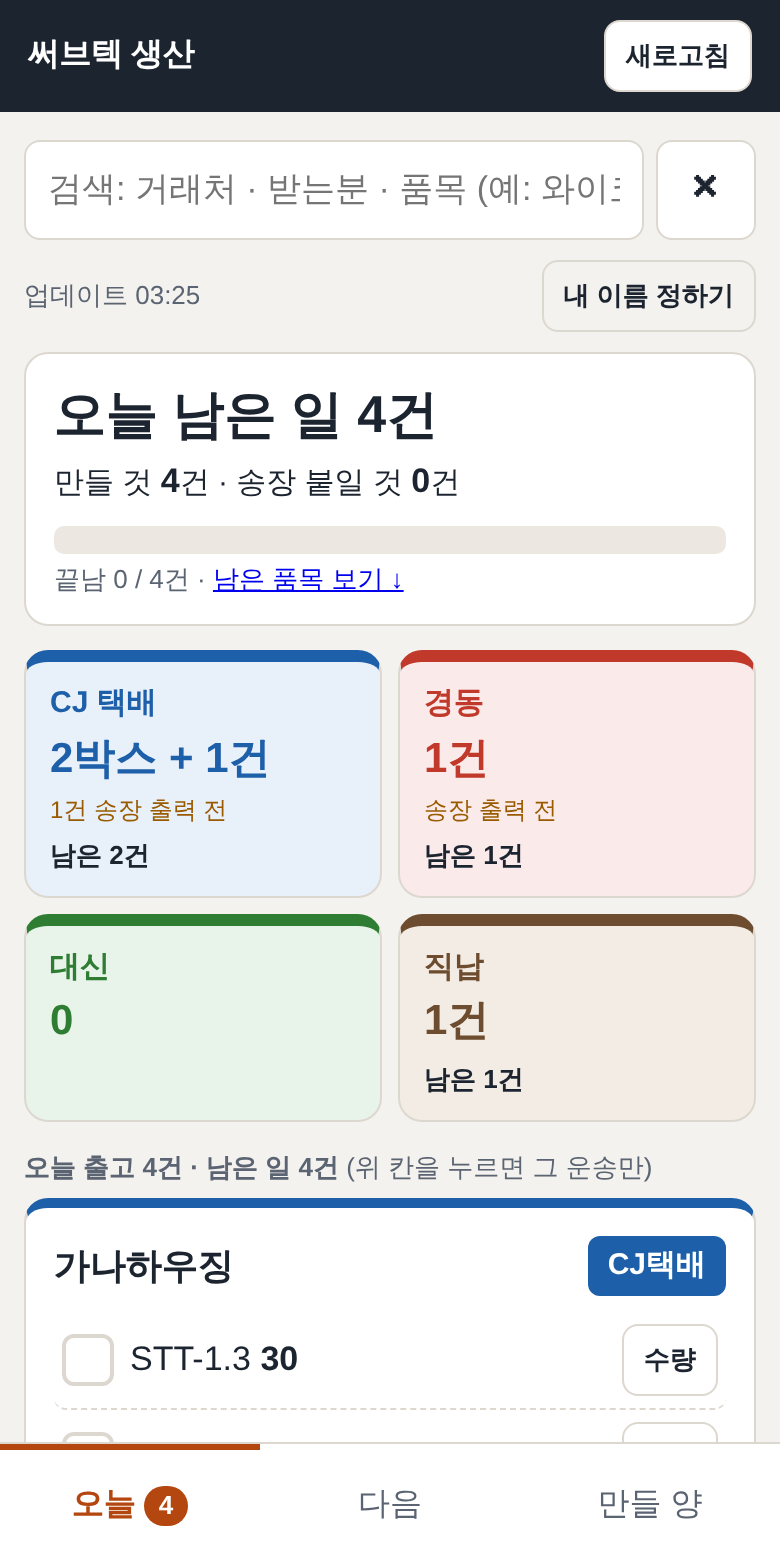 써브텍 생산
새로고침
검색: 거래처 · 받는분 · 품목 (예: 와이
×
업데이트 03:25
내 이름 정하기
오늘 남은 일 4건
만들 것 4건 · 송장 붙일 것 0건
끝남 0 / 4건 · 남은 품목 보기 ↓
CJ 택배
2박스 + 1건
1건 송장 출력 전
남은 2건
경동
1건
송장 출력 전
남은 1건
대신
0
직납
1건
남은 1건
오늘 출고 4건 · 남은 일 4건 (위 칸을 누르면 그 운송만)
가나하우징
CJ택배
STT-1.3 30
수량
오늘 4
다음
만들 양